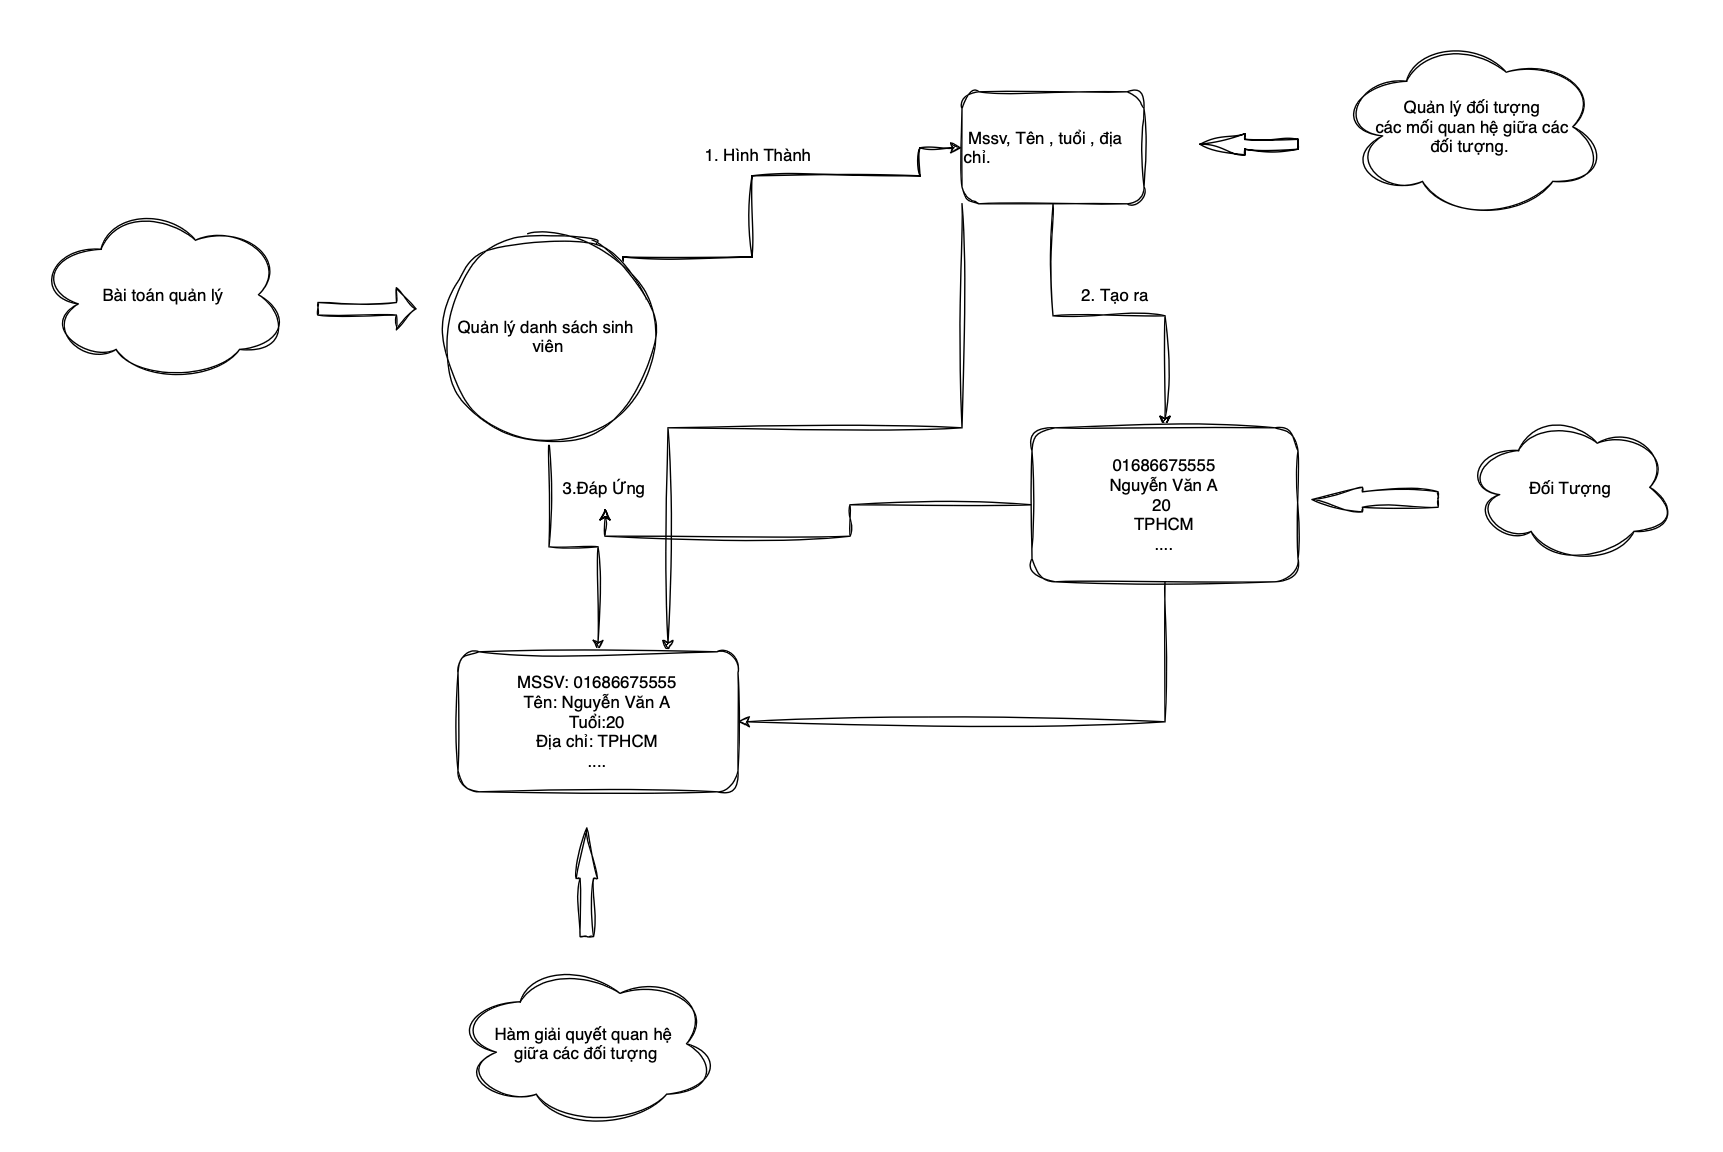 Quản lý đối tượng
các mối quan hệ giữa các
đối tượng.
Mssv, Tên , tuổi , địa
chỉ.
1. Hình Thành
Bài toán quản lý
2. Tạo ra
Quản lý danh sách sinh
viên
01686675555
Nguyễn Văn A
20
TPHCM
....
Đối Tượng
3.Đáp Ứng
MSSV: 01686675555
Tên: Nguyễn Văn A
Tuổi:20
Địa chỉ: TPHCM
....
Hàm giải quyết quan hệ
giữa các đối tượng